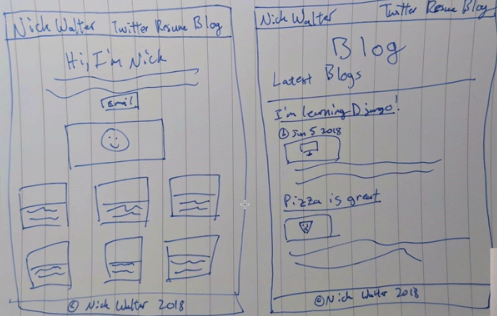 Nick Walter Twitter Resume Blog
Hi, I'm Nick
Email
© Nick Walter 2018
Nick Walter Twitter Resume Blog
Blog
Latest Blogs
I'm learning Django!
Jun 5 2018
Pizza is great
© Nick Walter 2018